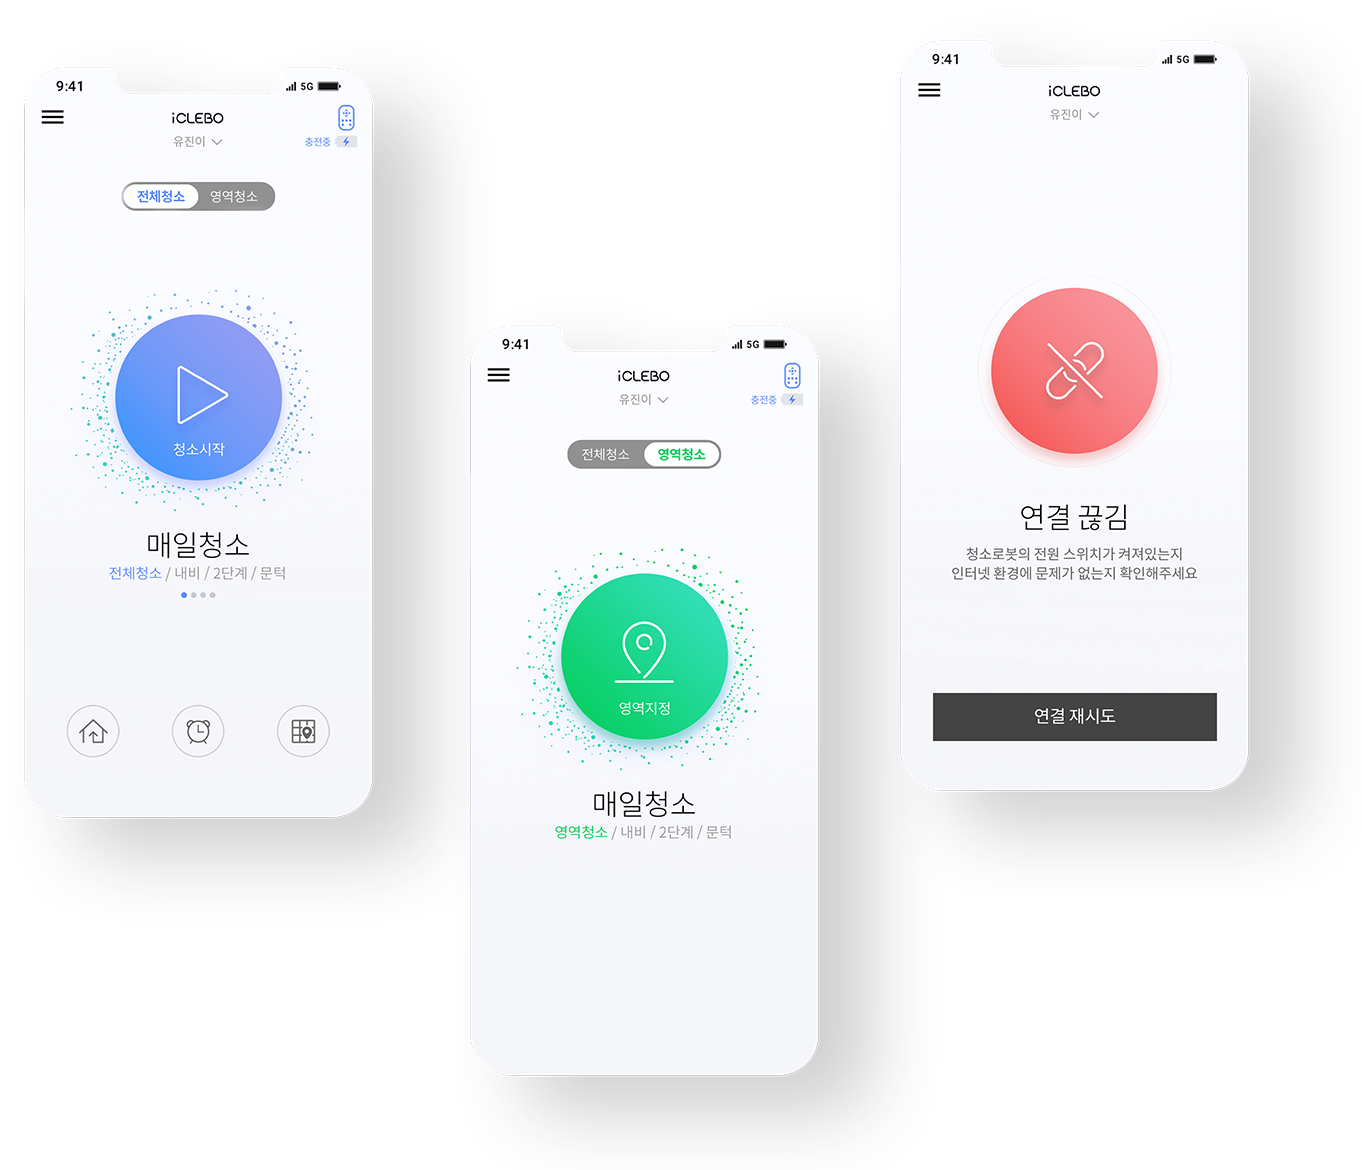 9:41
5G
iCLEBO
유진이
충전중
전체청소 영역청소
청소시작
매일청소
전체청소 / 내비 / 2단계 / 문턱
9:41
5G
iCLEBO
유진이
충전중
전체청소 영역청소
영역지정
매일청소
영역청소 / 내비 / 2단계 / 문턱
9:41
5G
iCLEBO
유진이
연결 끊김
청소로봇의 전원 스위치가 켜져있는지
인터넷 환경에 문제가 없는지 확인해주세요
연결 재시도